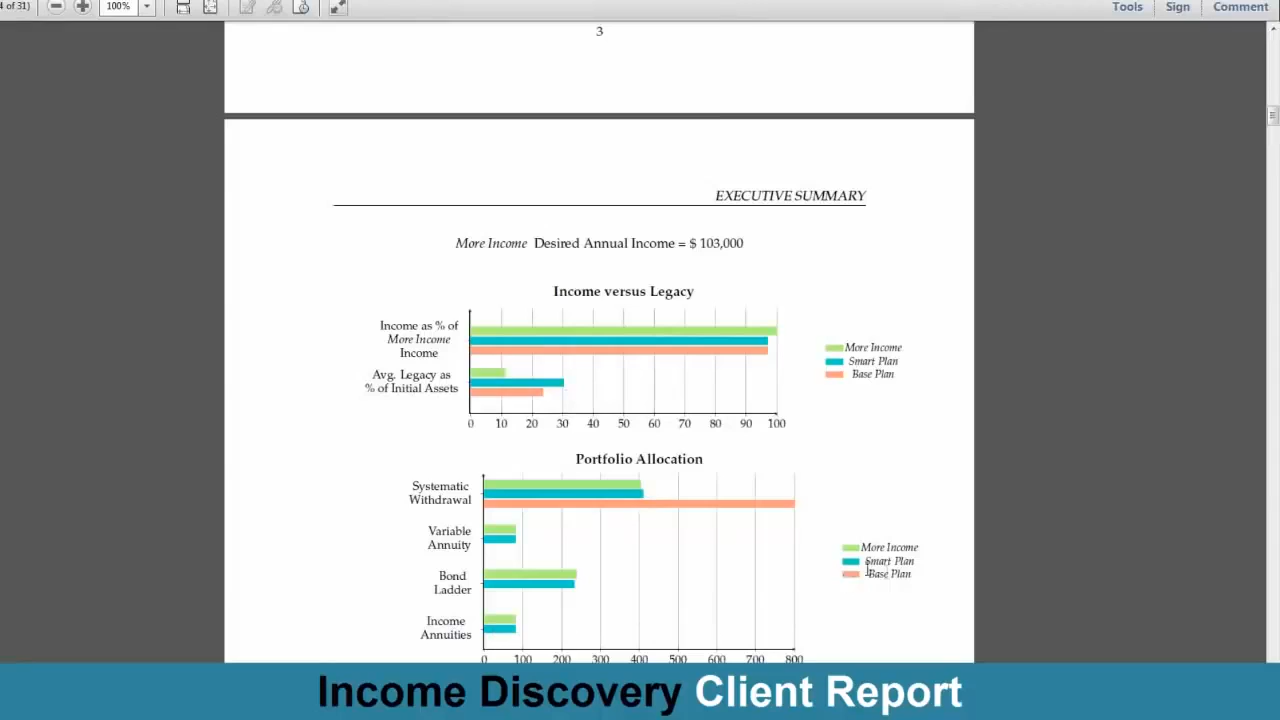 4 of 31)
100%
Tools
Sign
Comment
3
EXECUTIVE SUMMARY
More Income Desired Annual Income = $ 103,000
Income versus Legacy
Income as % of
More Income
Income
Avg. Legacy as
% of Initial Assets
0 10 20 30 40 50 60 70 80 90 100
More Income
Smart Plan
Base Plan
Portfolio Allocation
Systematic
Withdrawal
Variable
Annuity
Bond
Ladder
Income
Annuities
0 100 200 300 400 500 600 700 800
More Income
Smart Plan
Base Plan
Income Discovery Client Report